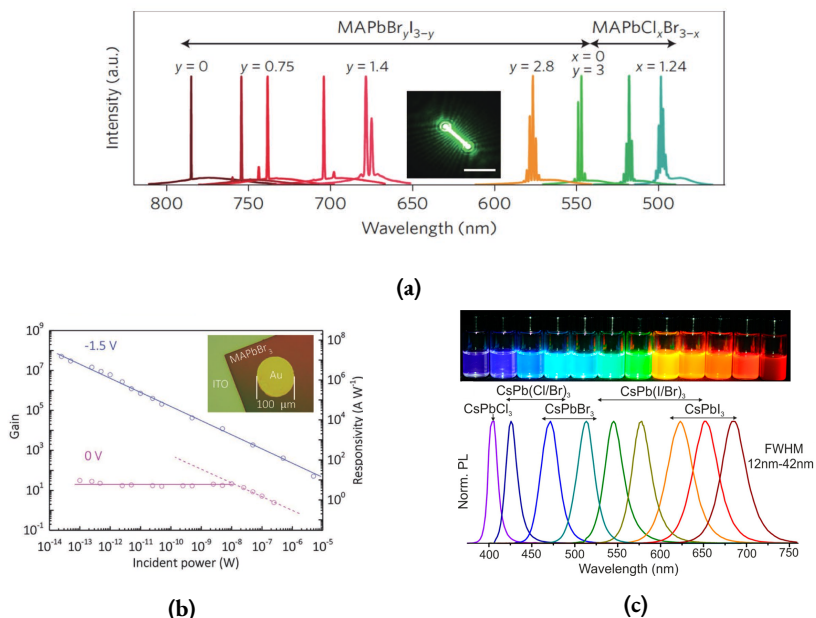 MAPbBr_yI_{3−y} MAPbCl_xBr_{3−x}
y = 0 y = 0.75 y = 1.4 y = 2.8 x = 0 x = 1.24
y = 3
Intensity (a.u.)
800 750 700 650 600 550 500
Wavelength (nm)
(a)
-1.5 V
0 V
MAPbBr₃
ITO
Au
100 μm
Gain
10⁹
10⁷
10⁵
10³
10¹
10⁻¹
Responsivity (A W⁻¹)
10⁸
10⁶
10⁴
10²
10⁰
10⁻¹⁴ 10⁻¹³ 10⁻¹² 10⁻¹¹ 10⁻¹⁰ 10⁻⁹ 10⁻⁸ 10⁻⁷ 10⁻⁶ 10⁻⁵
Incident power (W)
(b)
CsPb(Cl/Br)₃ CsPb(I/Br)₃
CsPbCl₃ CsPbBr₃ CsPbI₃
FWHM
12nm-42nm
Norm. PL
400 450 500 550 600 650 700 750
Wavelength (nm)
(c)